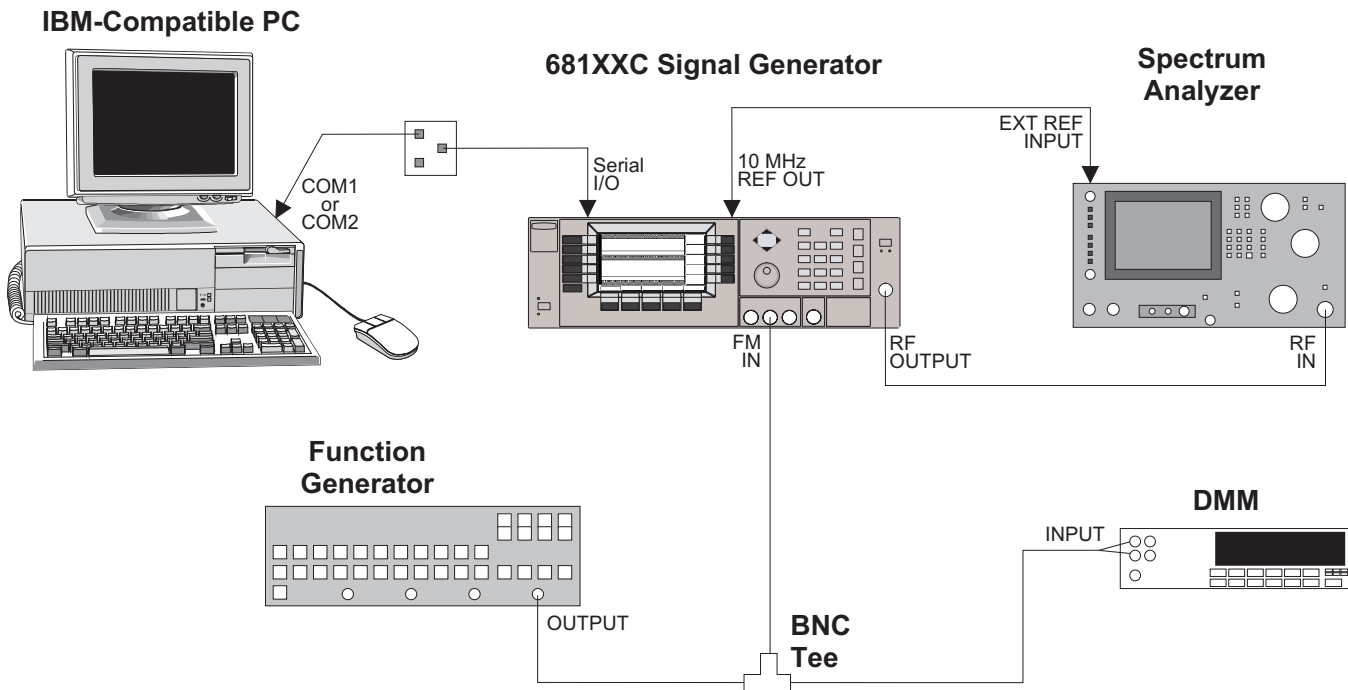 IBM-Compatible PC
681XXC Signal Generator
Spectrum
Analyzer
EXT REF
INPUT
COM1
or
COM2
Serial
I/O
10 MHz
REF OUT
FM
IN
RF
OUTPUT
RF
IN
Function
Generator
DMM
INPUT
OUTPUT
BNC
Tee